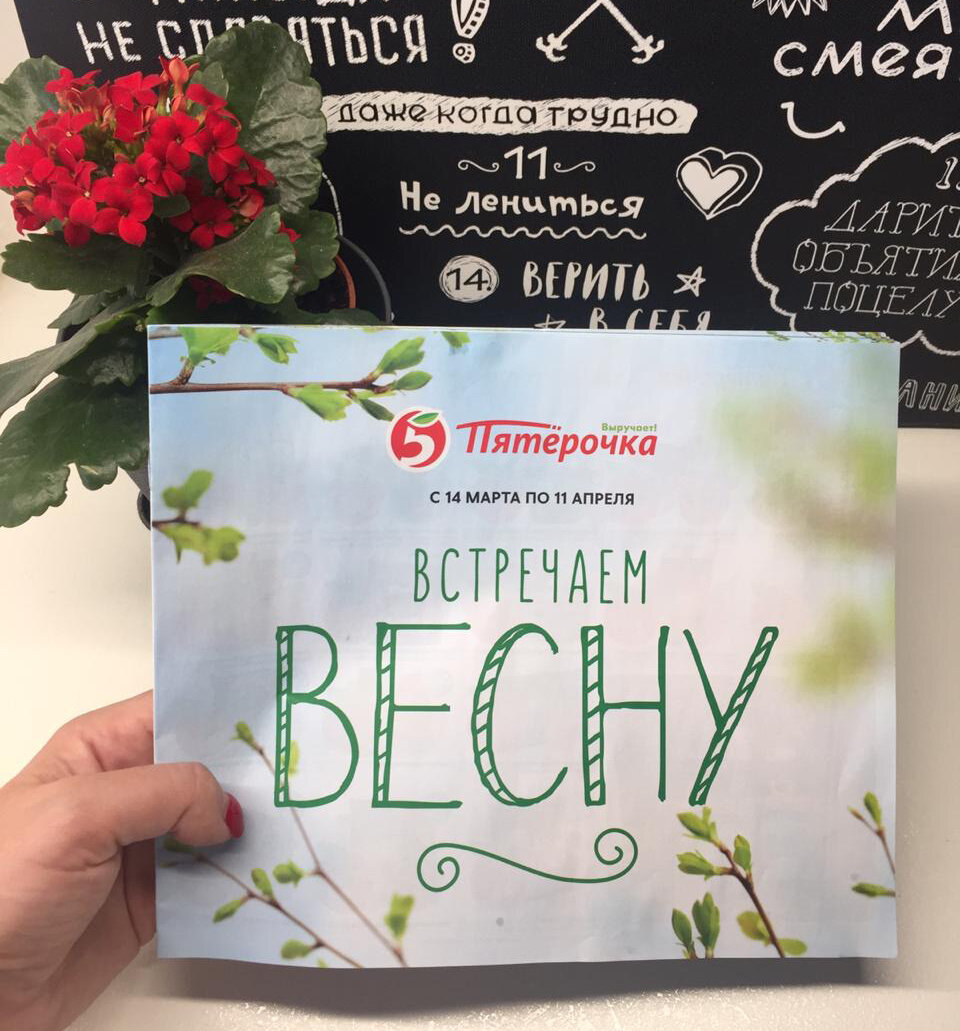 НЕ СДАВАТЬСЯ
СМЕЯ
даже когда трудно
11
Не лениться
14 ВЕРИТЬ
В СЕБЯ
ДАРИТ
ОБЪЯТИ
ПОЦЕЛУ
5 Пятёрочка
Выручает!
С 14 МАРТА ПО 11 АПРЕЛЯ
ВСТРЕЧАЕМ
ВЕСНУ